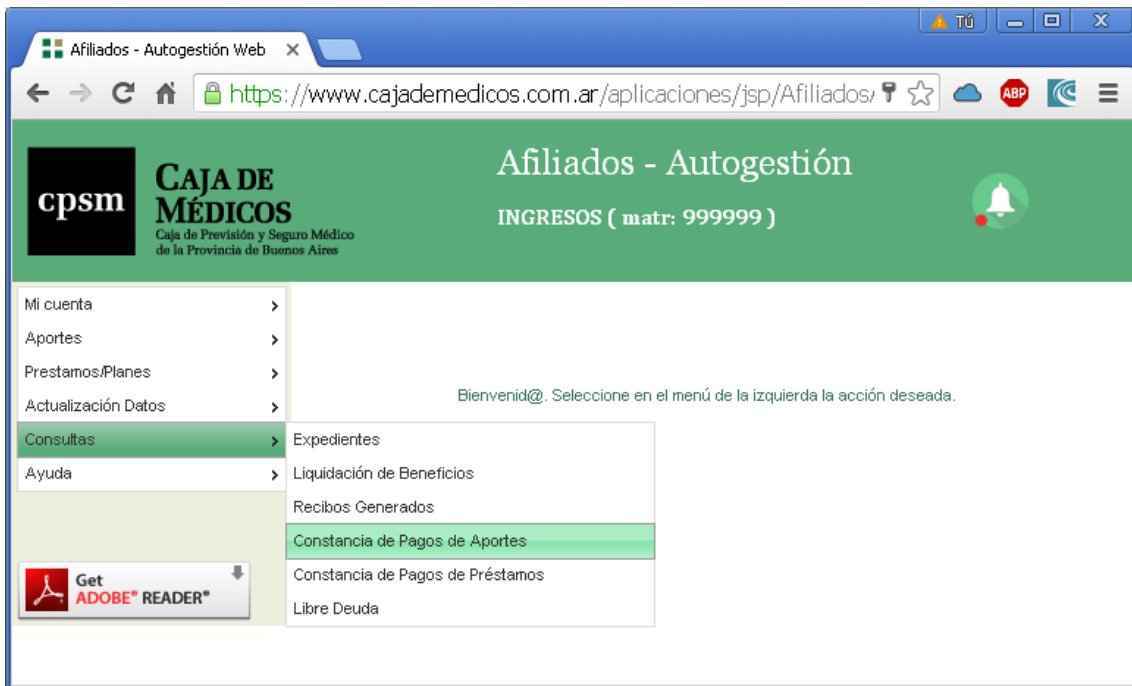 Tú
Afiliados - Autogestión Web
https://www.cajademedicos.com.ar/aplicaciones/jsp/Afiliados/
ABP
cpsm
CAJA DE
MÉDICOS
Caja de Previsión y Seguro Médico
de la Provincia de Buenos Aires
Afiliados - Autogestión
INGRESOS ( matr: 999999 )
Mi cuenta
Aportes
Prestamos/Planes
Actualización Datos
Consultas
Ayuda
Bienvenid@. Seleccione en el menú de la izquierda la acción deseada.
Expedientes
Liquidación de Beneficios
Recibos Generados
Constancia de Pagos de Aportes
Constancia de Pagos de Préstamos
Libre Deuda
Get
ADOBE® READER®